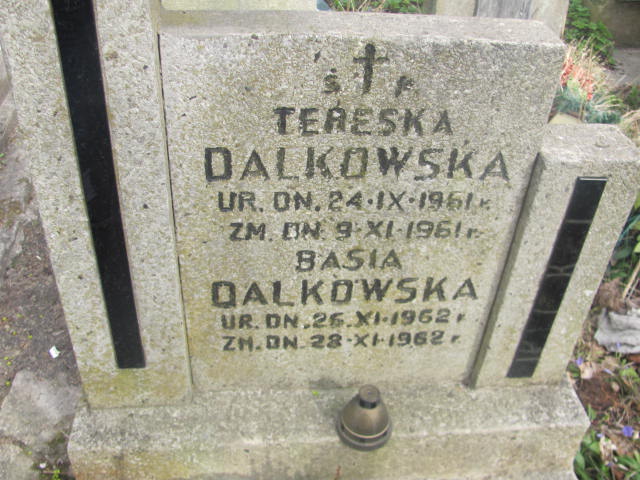 ś † P
TERESKA
DALKOWSKA
UR. DN. 24·IX·1961 r.
ZM. DN. 9·XI·1961 r.
BASIA
DALKOWSKA
UR. DN. 26·XI·1962 r
ZM. DN. 28·XI·1962 r